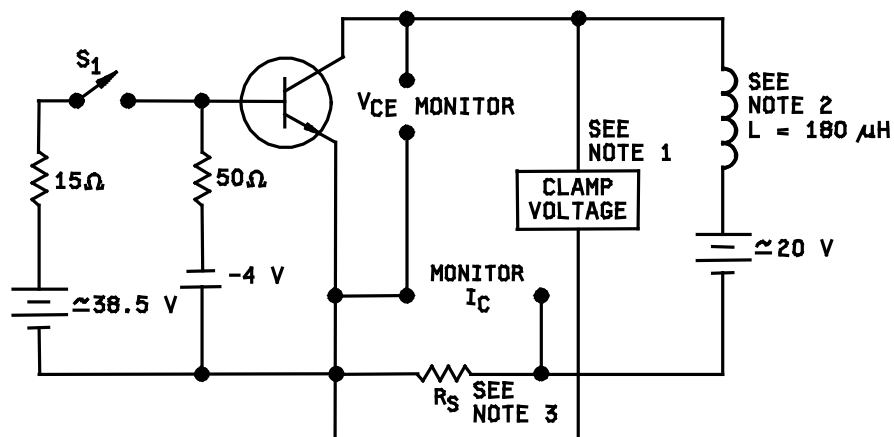 S1
VCE MONITOR
SEE
NOTE 2
L = 180 μH
SEE
NOTE 1
15Ω
50Ω
CLAMP
VOLTAGE
≃20 V
-4 V
MONITOR
IC
≃38.5 V
RS
SEE
NOTE 3